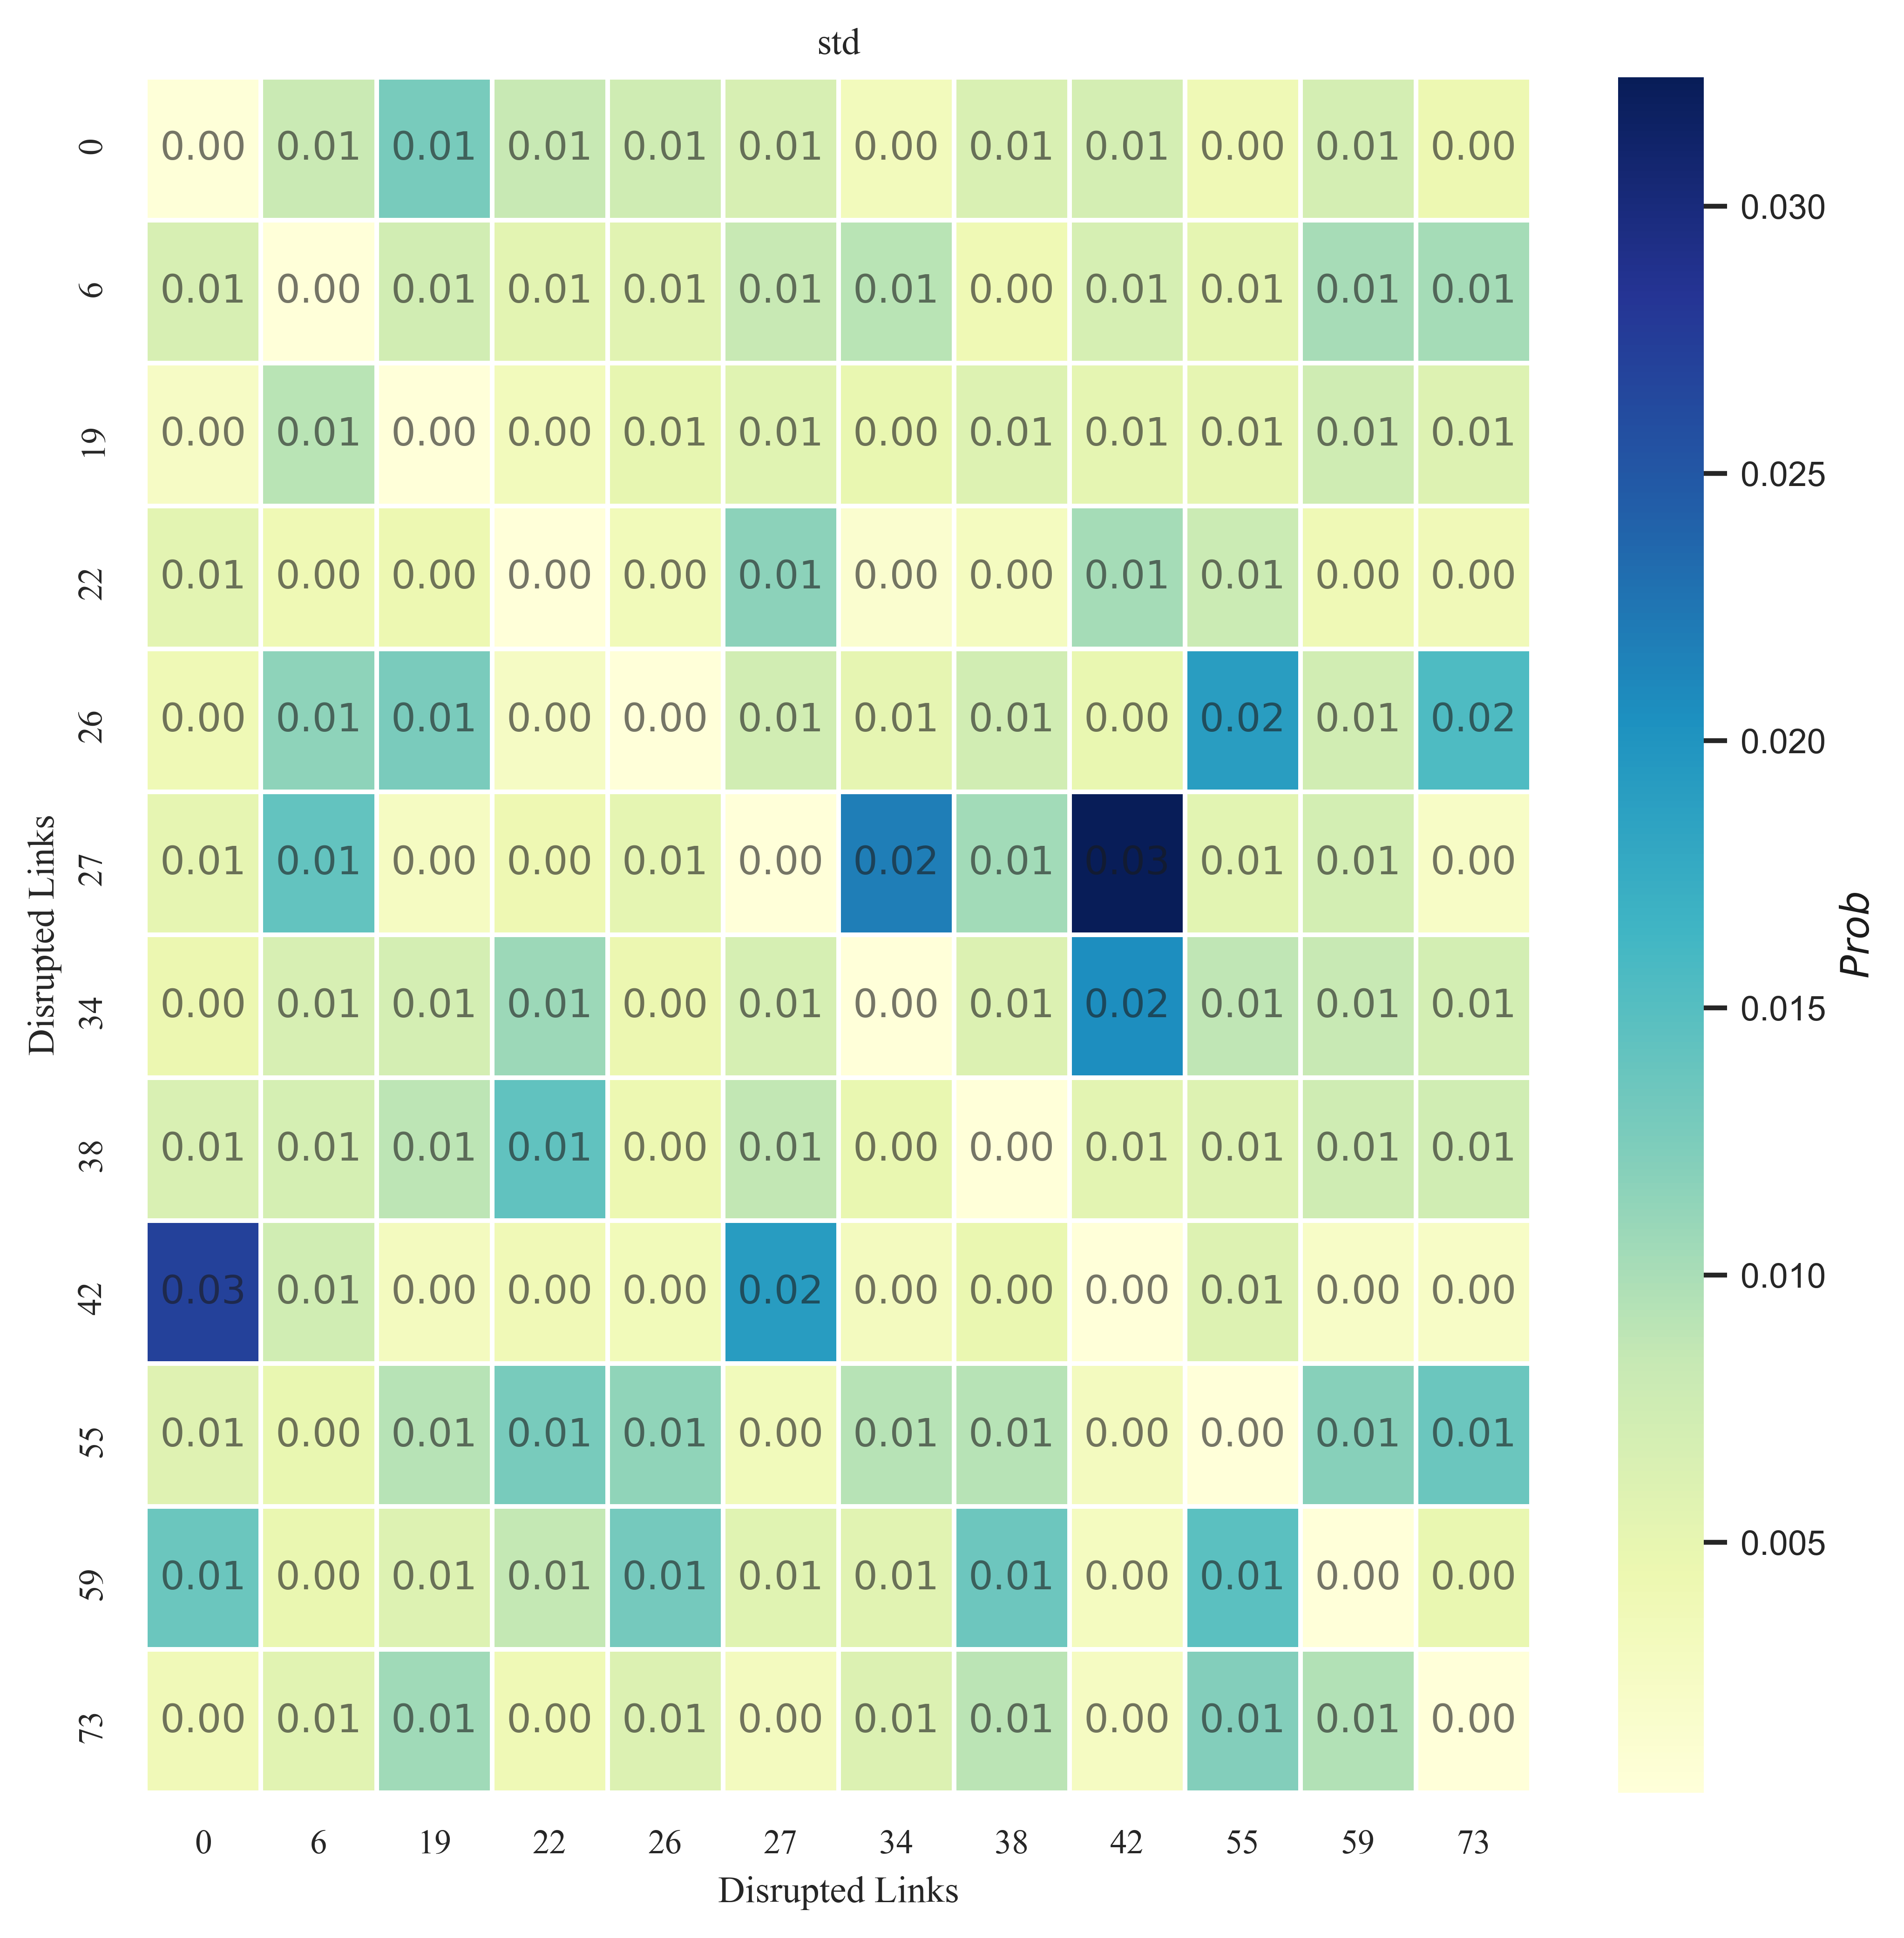 std
0 0.00 0.01 0.01 0.01 0.01 0.01 0.00 0.01 0.01 0.00 0.01 0.00
6 0.01 0.00 0.01 0.01 0.01 0.01 0.01 0.00 0.01 0.01 0.01 0.01
19 0.00 0.01 0.00 0.00 0.01 0.01 0.00 0.01 0.01 0.01 0.01 0.01
22 0.01 0.00 0.00 0.00 0.00 0.01 0.00 0.00 0.01 0.01 0.00 0.00
26 0.00 0.01 0.01 0.00 0.00 0.01 0.01 0.01 0.00 0.02 0.01 0.02
27 0.01 0.01 0.00 0.00 0.01 0.00 0.02 0.01 0.03 0.01 0.01 0.00
34 0.00 0.01 0.01 0.01 0.00 0.01 0.00 0.01 0.02 0.01 0.01 0.01
38 0.01 0.01 0.01 0.01 0.00 0.01 0.00 0.00 0.01 0.01 0.01 0.01
42 0.03 0.01 0.00 0.00 0.00 0.02 0.00 0.00 0.00 0.01 0.00 0.00
55 0.01 0.00 0.01 0.01 0.01 0.00 0.01 0.01 0.00 0.00 0.01 0.01
59 0.01 0.00 0.01 0.01 0.01 0.01 0.01 0.01 0.00 0.01 0.00 0.00
73 0.00 0.01 0.01 0.00 0.01 0.00 0.01 0.01 0.00 0.01 0.01 0.00
0 6 19 22 26 27 34 38 42 55 59 73
Disrupted Links
Disrupted Links
0.030
0.025
0.020
0.015
0.010
0.005
Prob